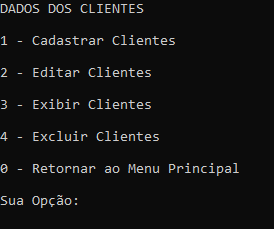 DADOS DOS CLIENTES
1 - Cadastrar Clientes
2 - Editar Clientes
3 - Exibir Clientes
4 - Excluir Clientes
0 - Retornar ao Menu Principal
Sua Opção: